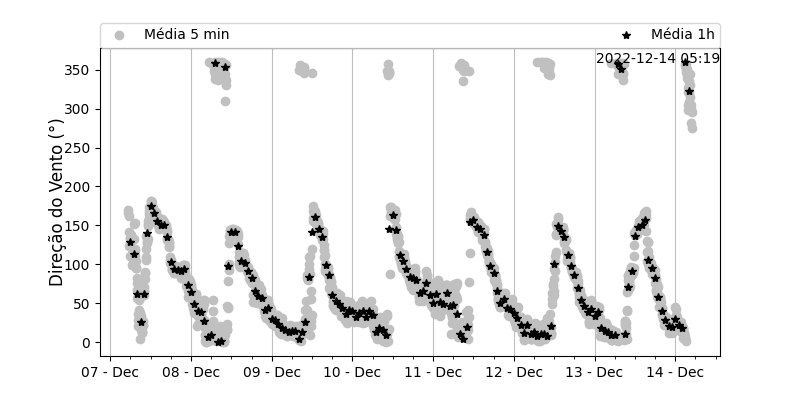 Média 5 min
Média 1h
2022-12-14 05:19
Direção do Vento (°)
350
300
250
200
150
100
50
0
07 - Dec
08 - Dec
09 - Dec
10 - Dec
11 - Dec
12 - Dec
13 - Dec
14 - Dec